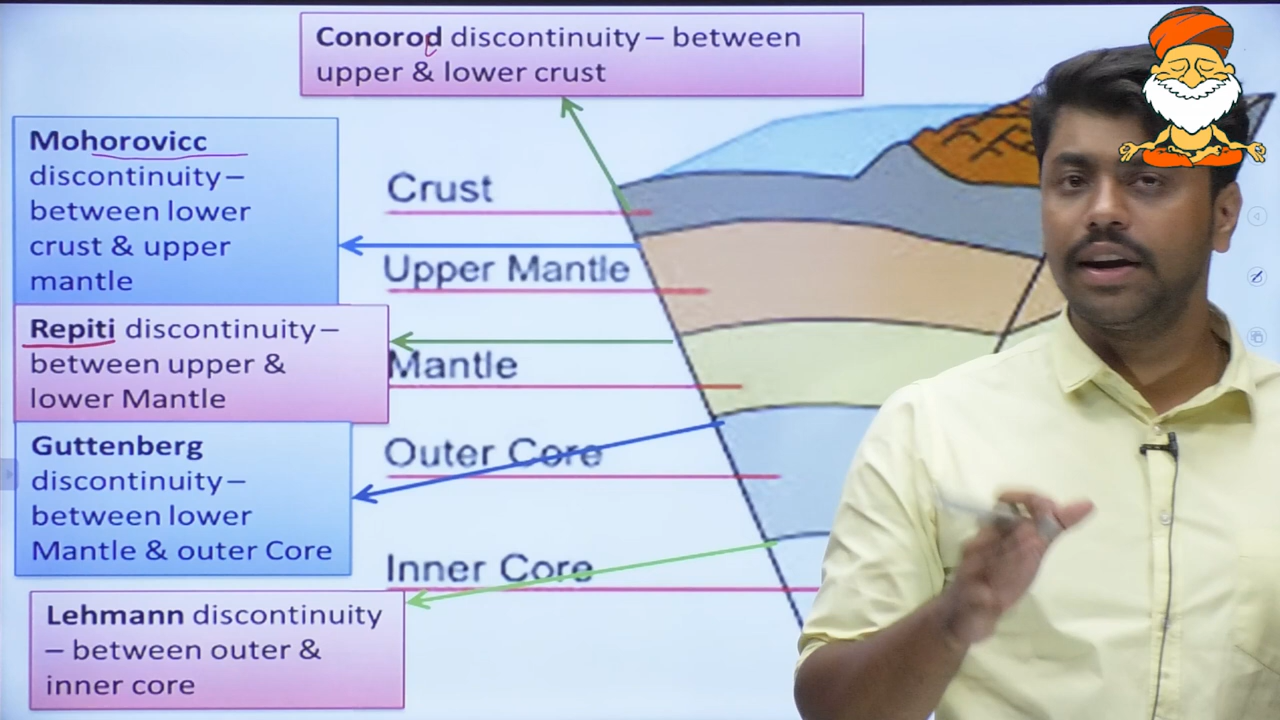 Conorod discontinuity – between
upper & lower crust
Mohorovicc
discontinuity –
between lower
crust & upper
mantle
Crust
Upper Mantle
Repiti discontinuity –
between upper &
lower Mantle
Mantle
Guttenberg
discontinuity –
between lower
Mantle & outer Core
Outer Core
Inner Core
Lehmann discontinuity
– between outer &
inner core